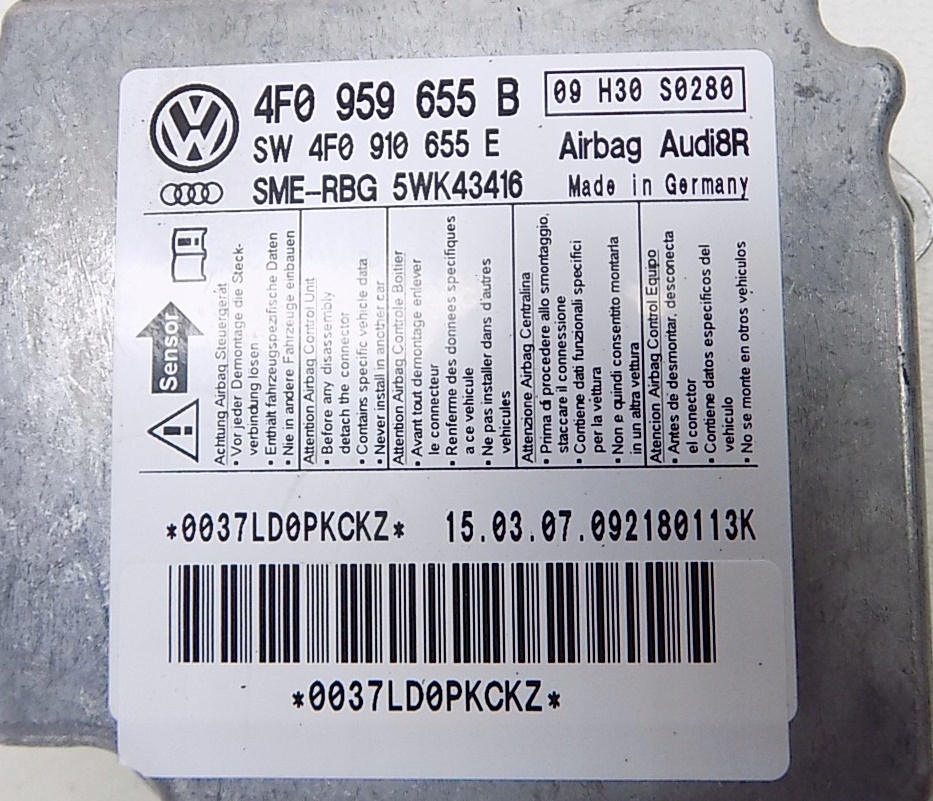 4F0 959 655 B
09 H30 S0280
SW 4F0 910 655 E
Airbag Audi8R
SME-RBG 5WK43416
Made in Germany
Sensor
Achtung Airbag Steuergerät
• Vor jeder Demontage die Steck-
verbindung lösen
• Enthält fahrzeugspezifische Daten
• Nie in andere Fahrzeuge einbauen
Attention Airbag Control Unit
• Before any disassembly
detach the connector
• Contains specific vehicle data
• Never install in another car
Attention Airbag Controle Boitier
• Avant tout demontage enlever
le connecteur
• Renferme des donnees specifiques
a ce vehicule
• Ne pas installer dans d'autres
vehicules
Attenzione Airbag Centralina
• Prima di procedere allo smontaggio,
staccare il connessione
• Contiene dati funzionali specifici
per la vettura
• Non e quindi consentito montarla
in un altra vettura
Atencion Airbag Control Equipo
• Antes de desmontar, desconecta
el conector
• Contiene datos especificos del
vehiculo
• No se monte en otros vehiculos
*0037LD0PKCKZ*
15.03.07.092180113K
*0037LD0PKCKZ*